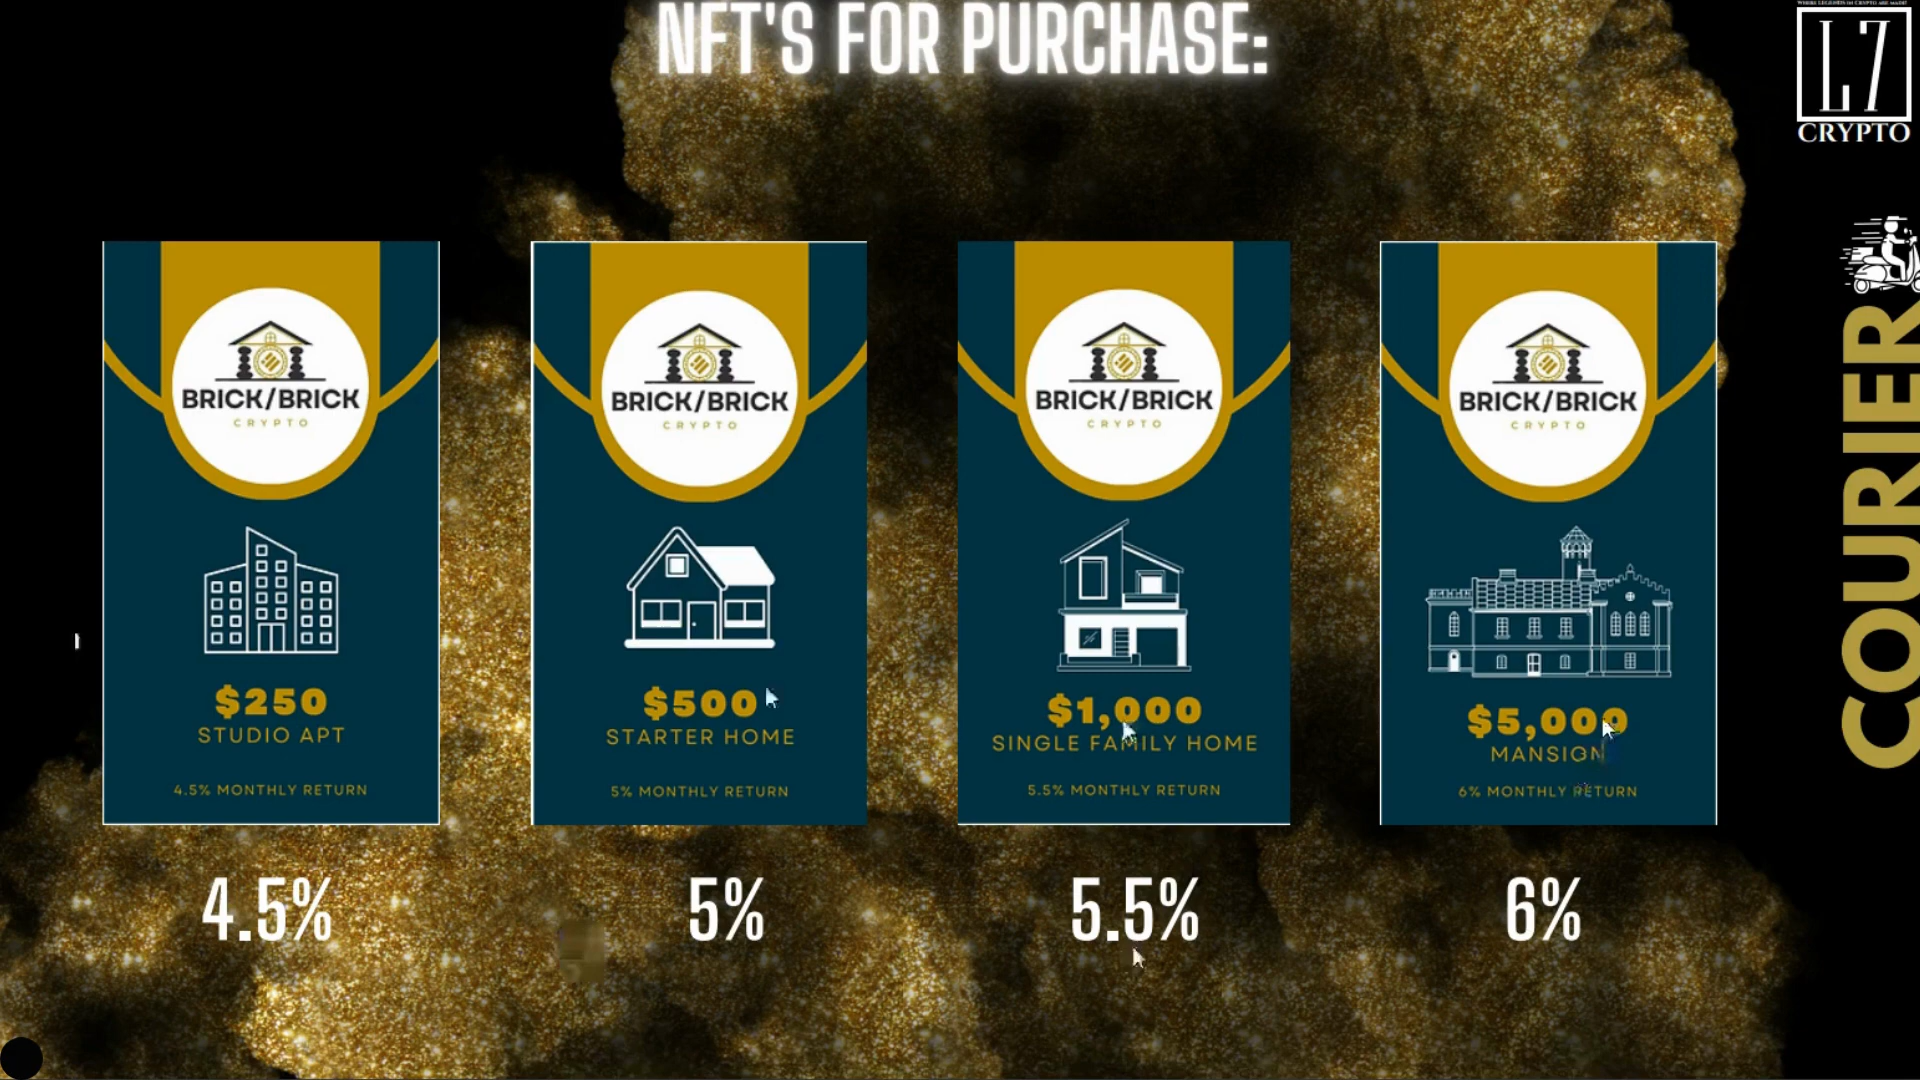 NFT'S FOR PURCHASE:
L7
CRYPTO
COURIER
BRICK/BRICK
CRYPTO
$250
STUDIO APT
4.5% MONTHLY RETURN
4.5%
BRICK/BRICK
CRYPTO
$500
STARTER HOME
5% MONTHLY RETURN
5%
BRICK/BRICK
CRYPTO
$1,000
SINGLE FAMILY HOME
5.5% MONTHLY RETURN
5.5%
BRICK/BRICK
CRYPTO
$5,000
MANSION
6% MONTHLY RETURN
6%